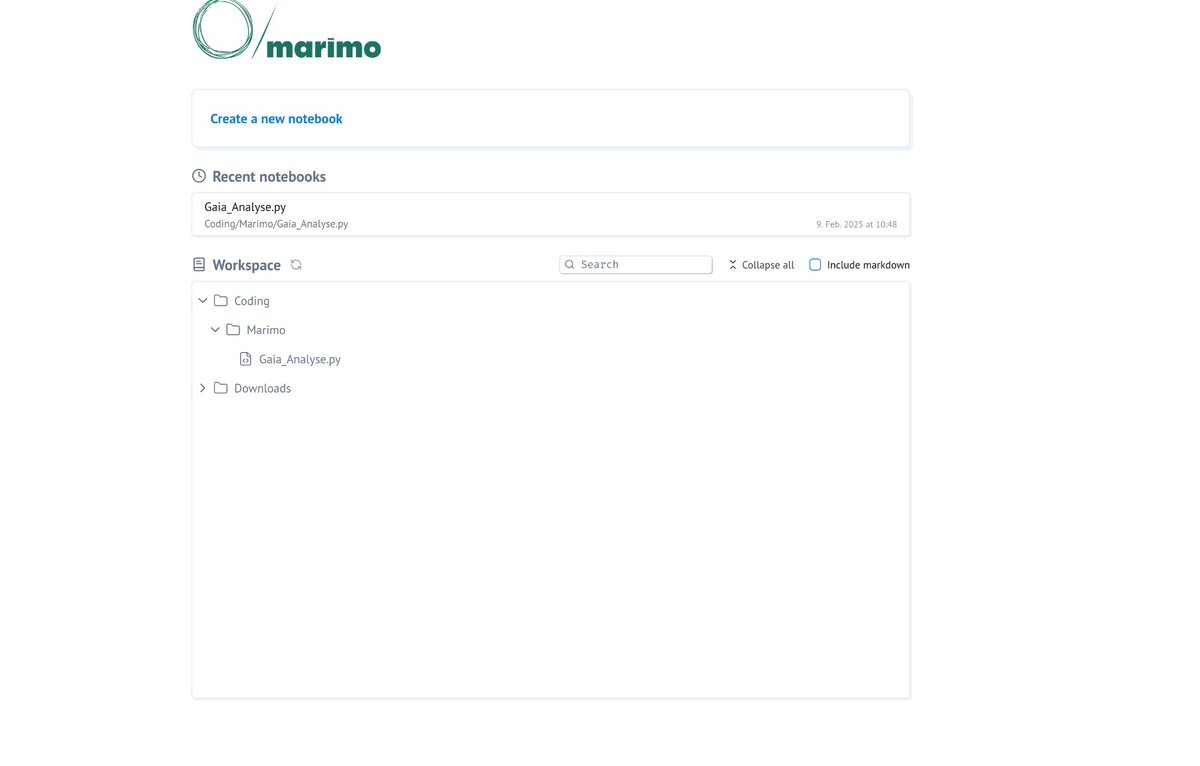 marimo
Create a new notebook
Recent notebooks
Gaia_Analyse.py
Coding/Marimo/Gaia_Analyse.py 9. Feb. 2025 at 10:48
Workspace Search Collapse all Include markdown
Coding
Marimo
Gaia_Analyse.py
Downloads